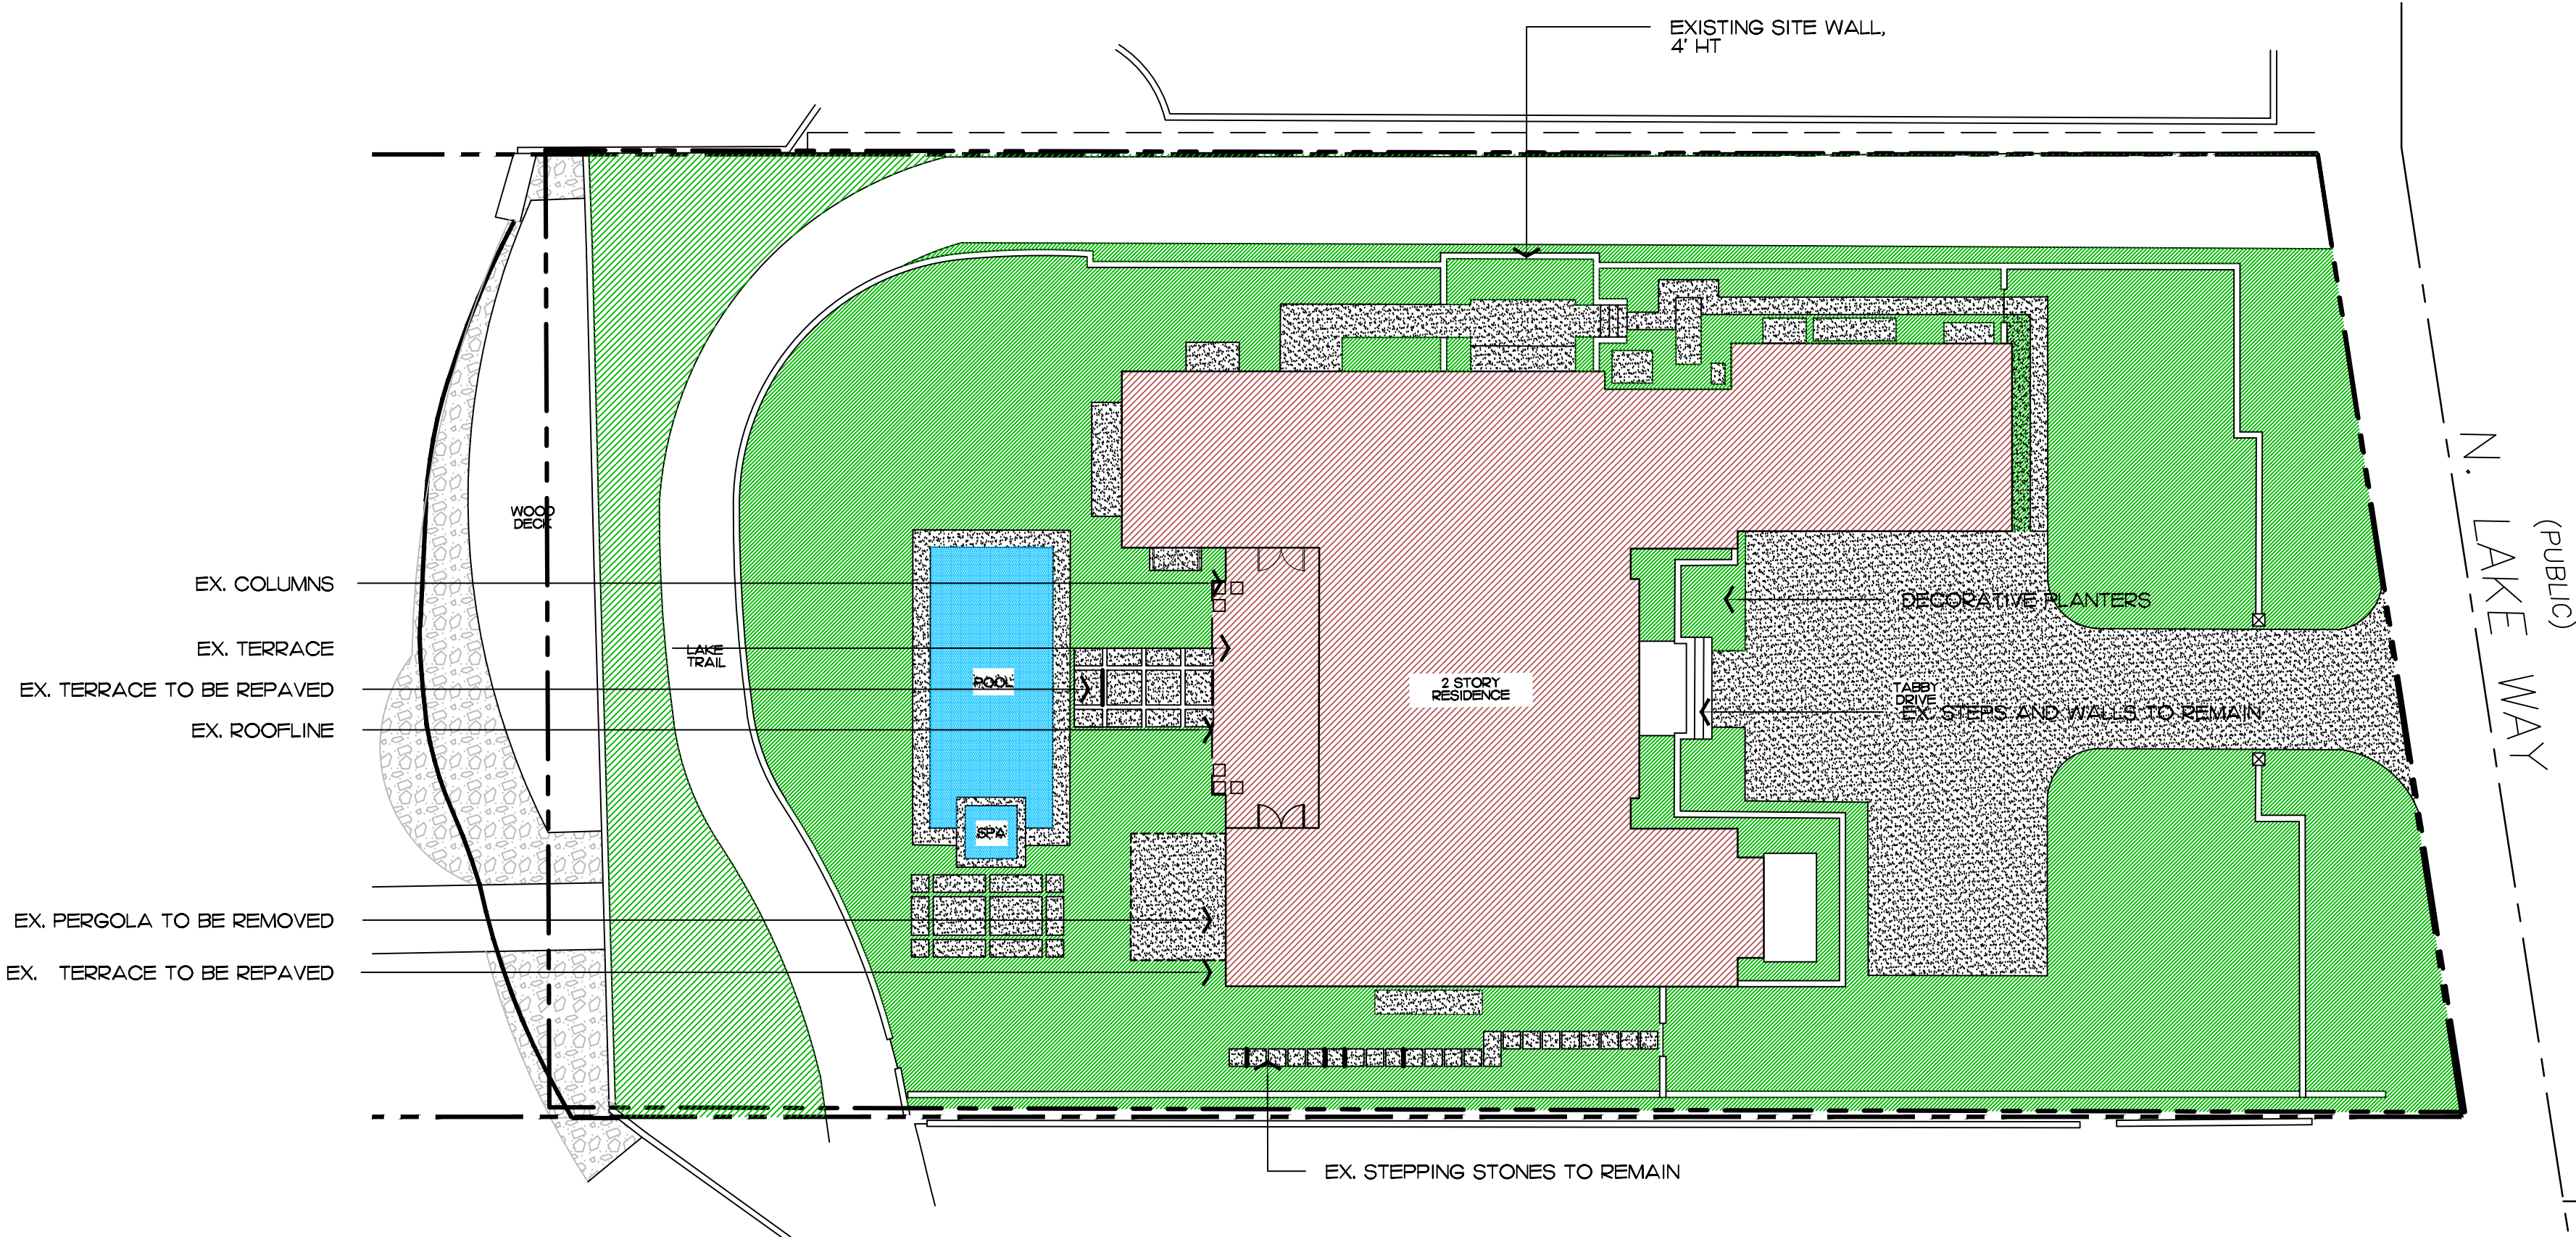 EXISTING SITE WALL,
4' HT
WOOD
DECK
EX. COLUMNS
EX. TERRACE
EX. TERRACE TO BE REPAVED
EX. ROOFLINE
EX. PERGOLA TO BE REMOVED
EX. TERRACE TO BE REPAVED
LAKE
TRAIL
POOL
SPA
2 STORY
RESIDENCE
DECORATIVE PLANTERS
TABBY
DRIVE
EX. STEPS AND WALLS TO REMAIN
N. LAKE WAY
(PUBLIC)
EX. STEPPING STONES TO REMAIN